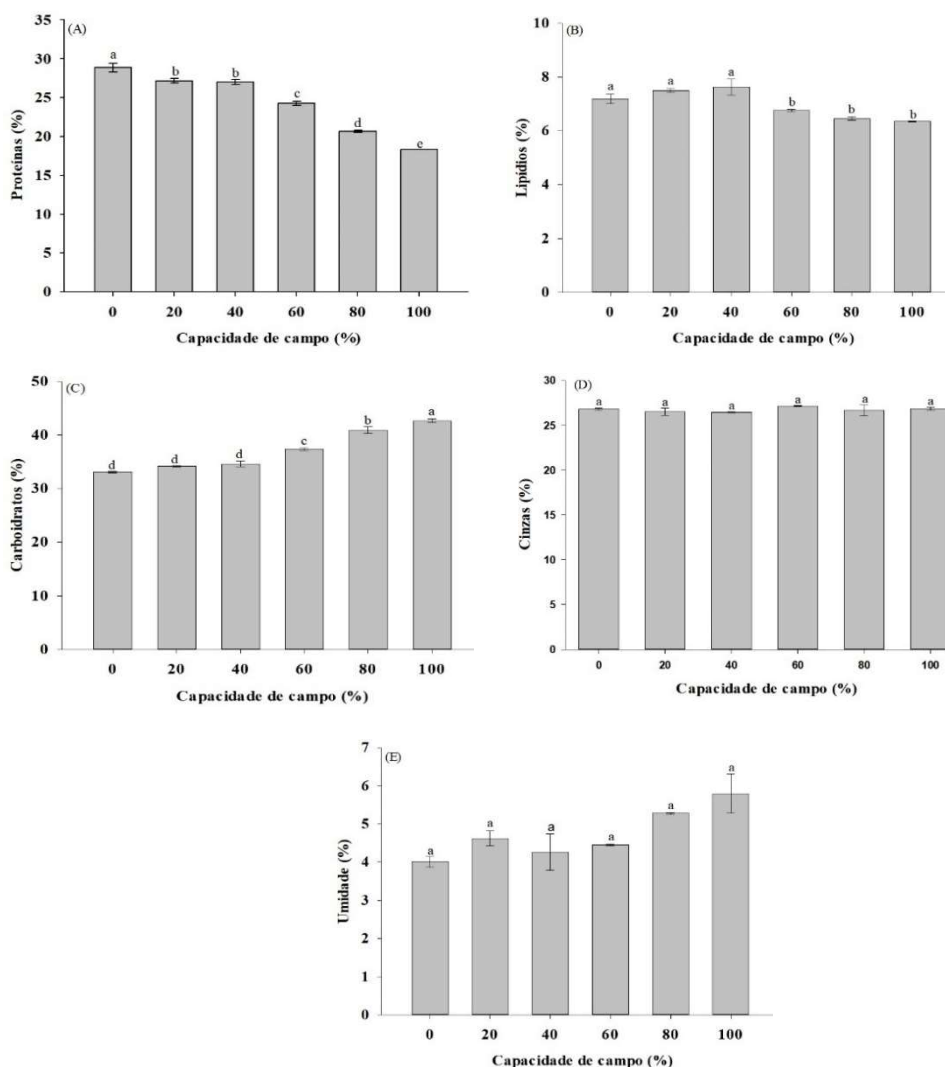 (A)
Proteínas (%)
35
30
25
20
15
10
5
0
a
b
b
c
d
e
0 20 40 60 80 100
Capacidade de campo (%)
(B)
Lipídios (%)
10
8
6
4
2
0
a
a
a
b
b
b
0 20 40 60 80 100
Capacidade de campo (%)
(C)
Carboidratos (%)
50
40
30
20
10
0
d
d
d
c
b
a
0 20 40 60 80 100
Capacidade de campo (%)
(D)
Cinzas (%)
30
25
20
15
10
5
0
a
a
a
a
a
a
0 20 40 60 80 100
Capacidade de campo (%)
(E)
Umidade (%)
7
6
5
4
3
2
1
0
a
a
a
a
a
a
0 20 40 60 80 100
Capacidade de campo (%)